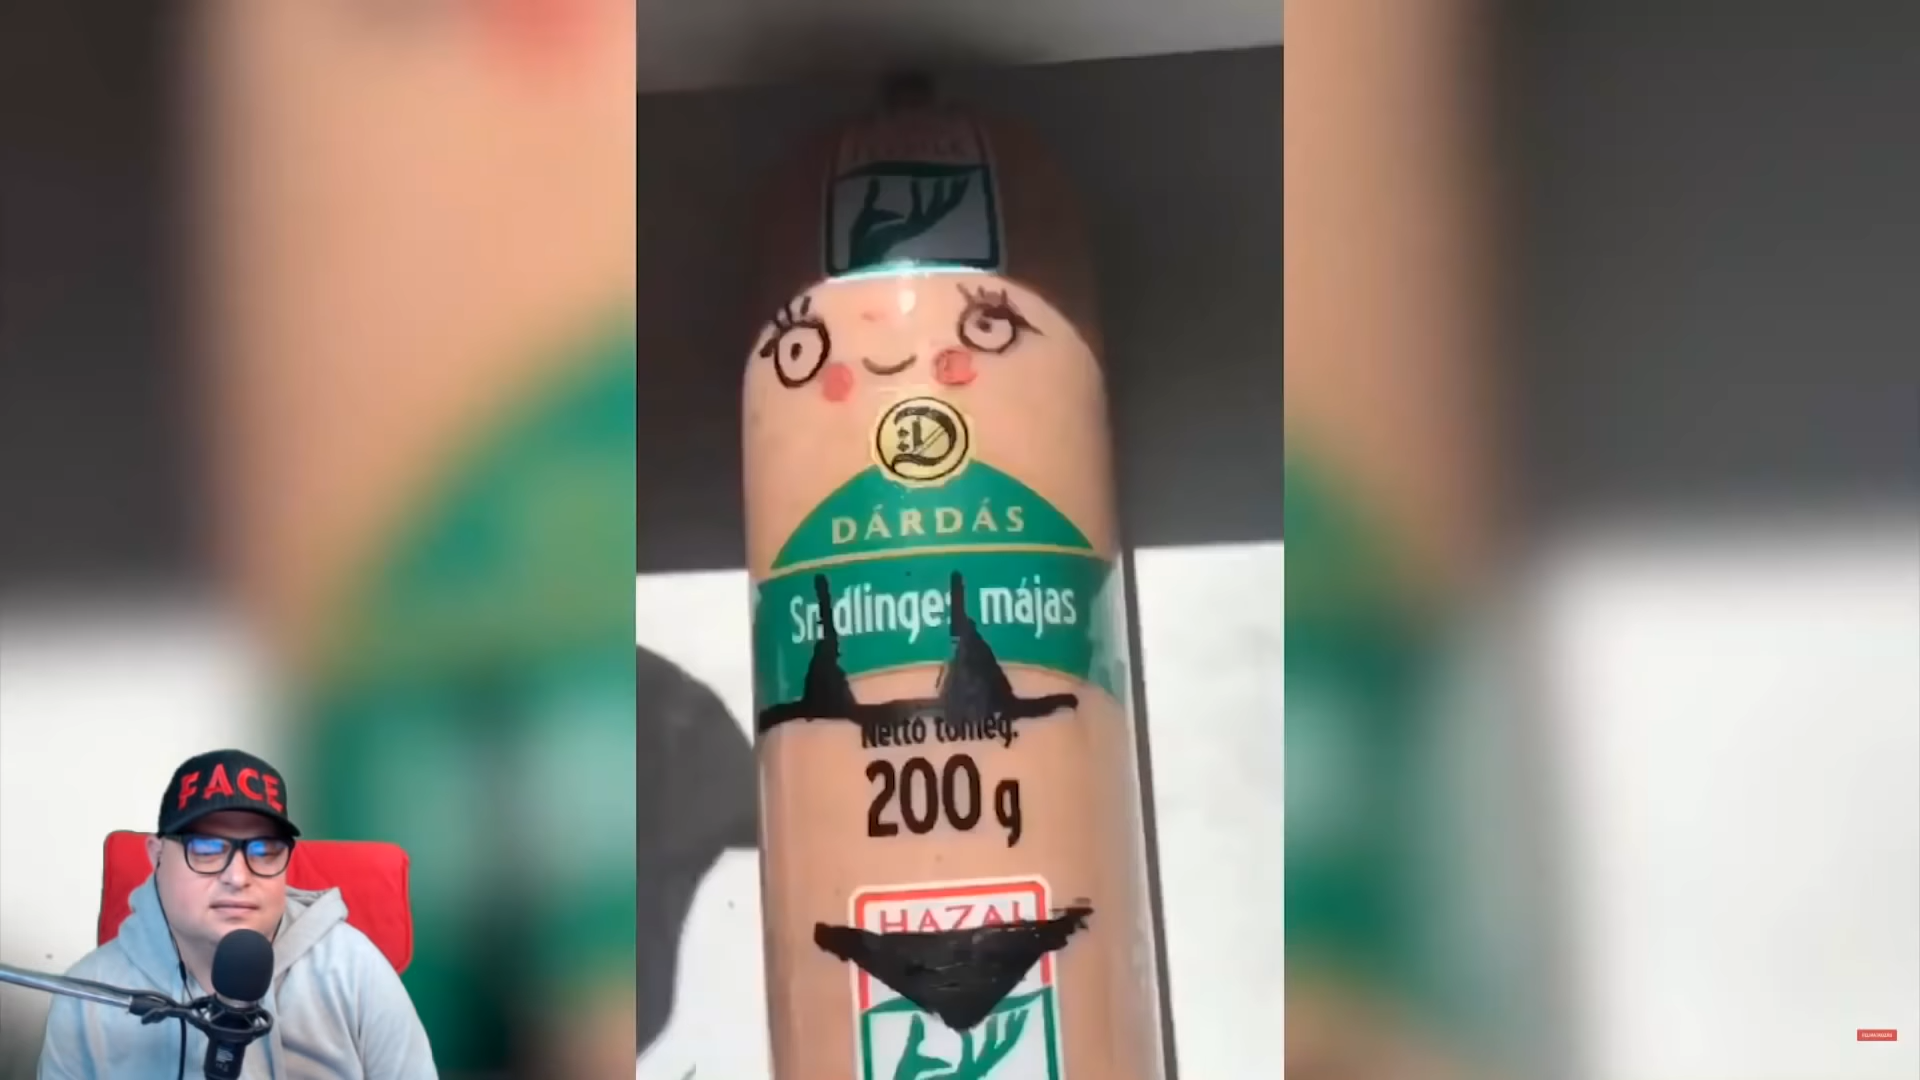 FACE
DÁRDÁS
Sn dlinges májas
Nettó tömeg:
200 g
HAZAI